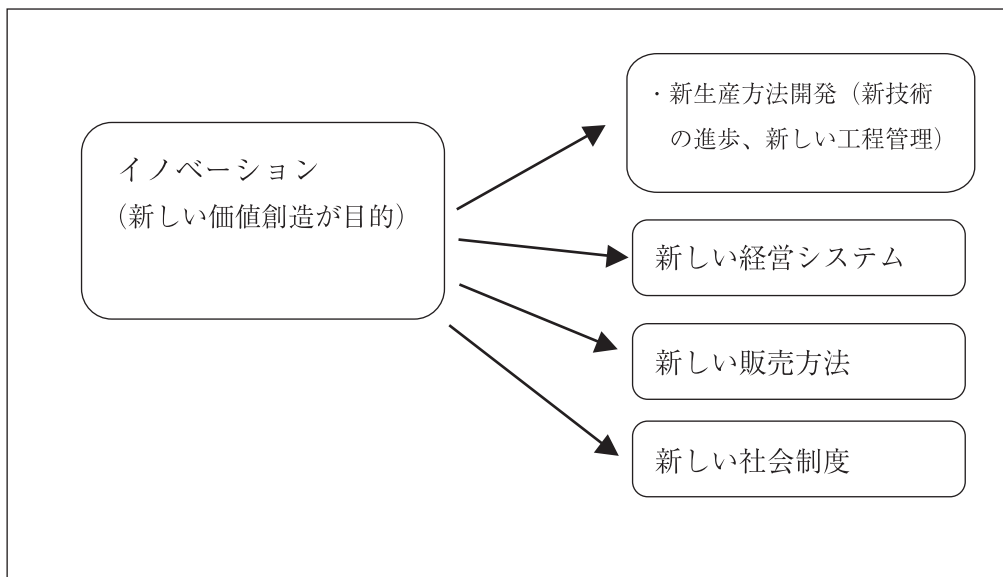 イノベーション
（新しい価値創造が目的）
・新生産方法開発（新技術
の進歩、新しい工程管理）
新しい経営システム
新しい販売方法
新しい社会制度